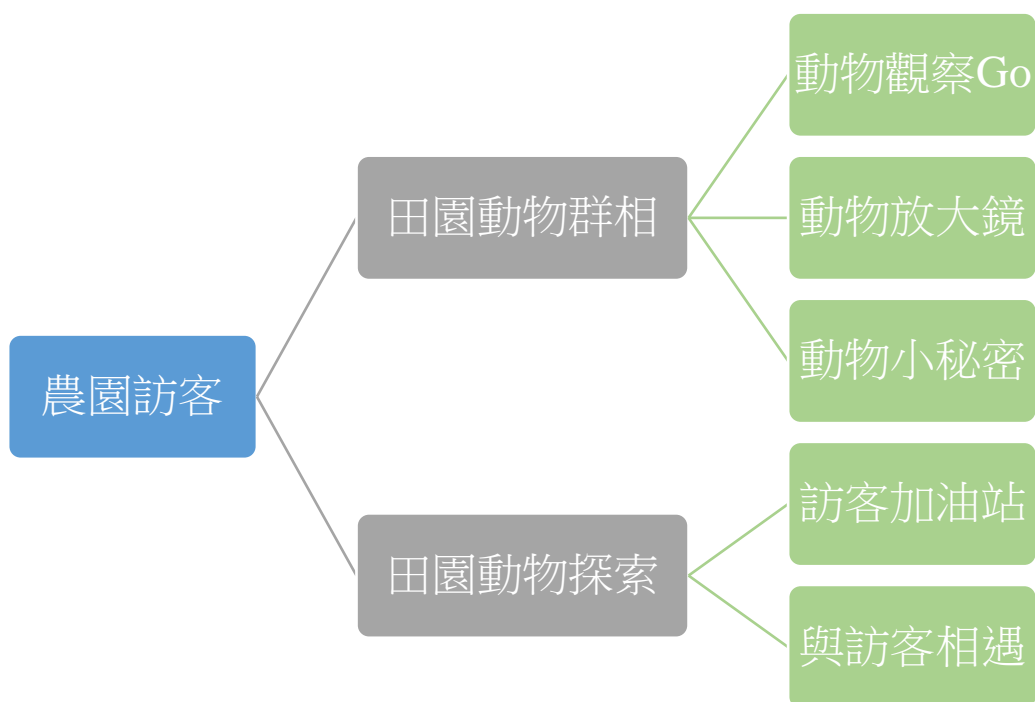 農園訪客
田園動物群相
動物觀察Go
動物放大鏡
動物小秘密
田園動物探索
訪客加油站
與訪客相遇